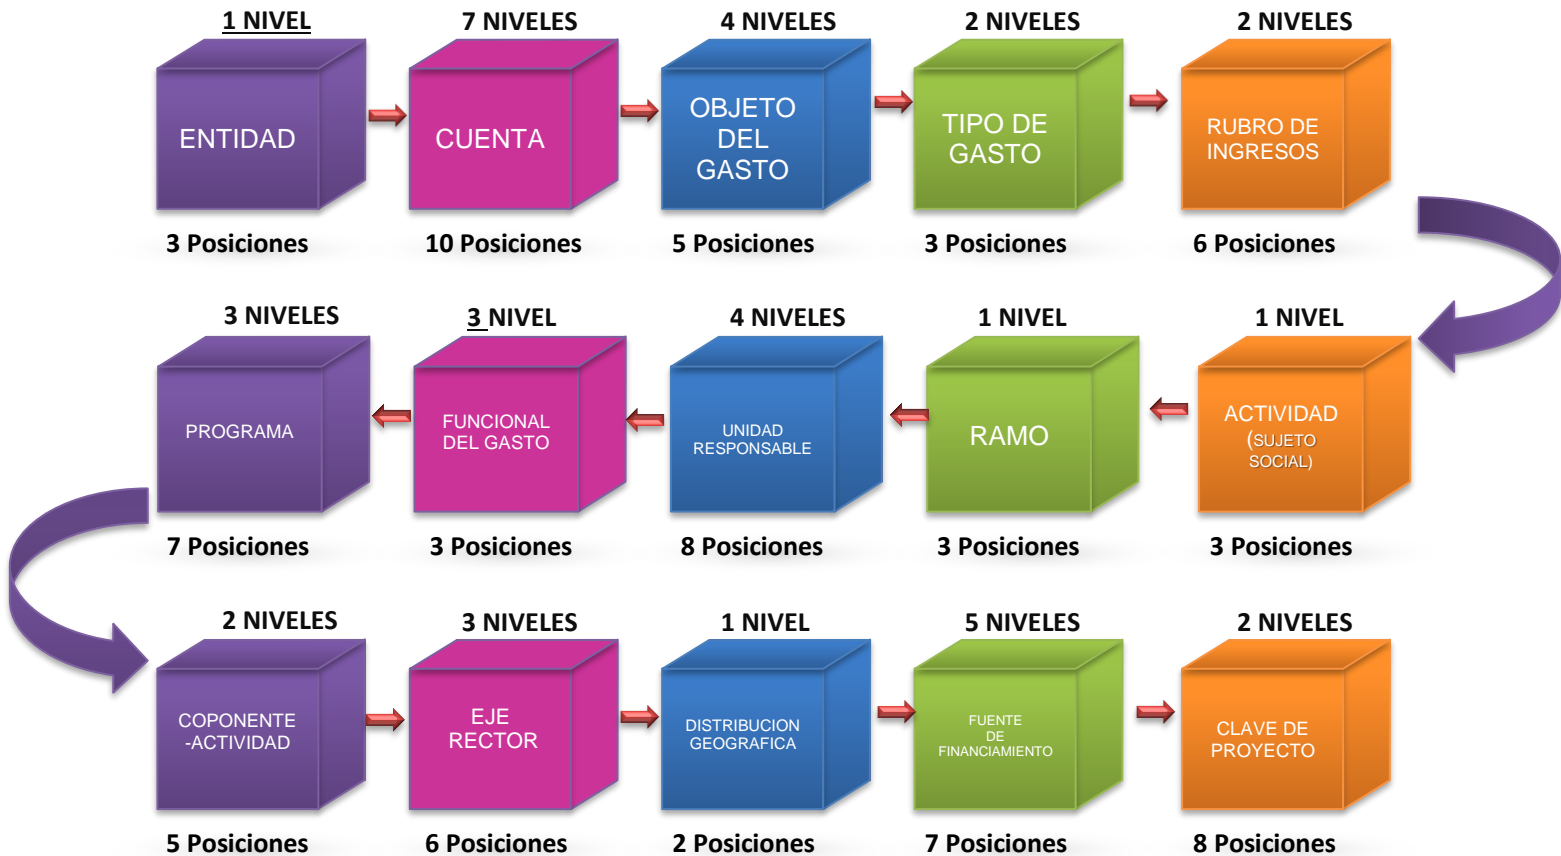 1 NIVEL 7 NIVELES 4 NIVELES 2 NIVELES 2 NIVELES
ENTIDAD
CUENTA
OBJETO
DEL
GASTO
TIPO DE
GASTO
RUBRO DE
INGRESOS
3 Posiciones 10 Posiciones 5 Posiciones 3 Posiciones 6 Posiciones
3 NIVELES 3 NIVEL 4 NIVELES 1 NIVEL 1 NIVEL
PROGRAMA
FUNCIONAL
DEL GASTO
UNIDAD
RESPONSABLE
RAMO
ACTIVIDAD
(SUJETO
SOCIAL)
7 Posiciones 3 Posiciones 8 Posiciones 3 Posiciones 3 Posiciones
2 NIVELES 3 NIVELES 1 NIVEL 5 NIVELES 2 NIVELES
COPONENTE
-ACTIVIDAD
EJE
RECTOR
DISTRIBUCION
GEOGRAFICA
FUENTE
DE
FINANCIAMIENTO
CLAVE DE
PROYECTO
5 Posiciones 6 Posiciones 2 Posiciones 7 Posiciones 8 Posiciones